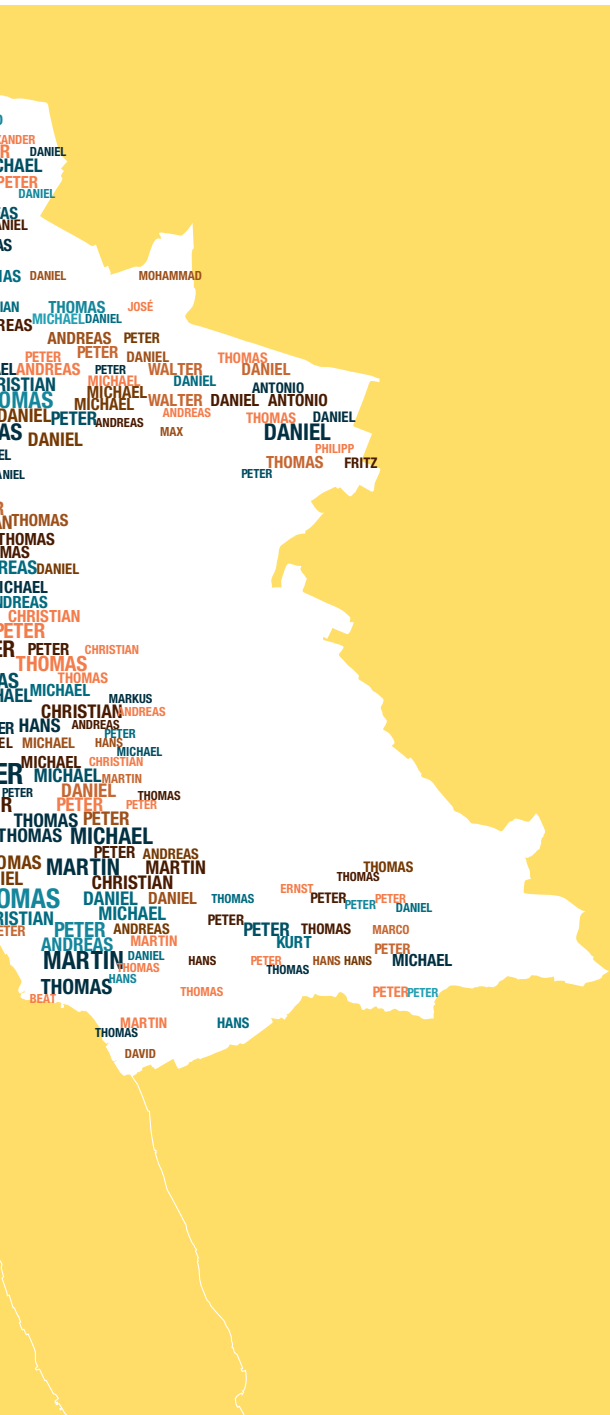 DANIEL
PETER
DANIEL
DANIEL MOHAMMAD
THOMAS JOSÉ
MICHAEL DANIEL
ANDREAS PETER
PETER PETER DANIEL THOMAS
ANDREAS PETER WALTER DANIEL
MICHAEL DANIEL ANTONIO
MICHAEL
MICHAEL WALTER DANIEL ANTONIO
DANIEL PETER ANDREAS ANDREAS THOMAS DANIEL
DANIEL MAX DANIEL
PHILIPP
THOMAS FRITZ
PETER
THOMAS
THOMAS
DANIEL
CHRISTIAN
PETER
PETER CHRISTIAN
THOMAS
THOMAS
MICHAEL MARKUS
CHRISTIAN ANDREAS
HANS ANDREAS PETER
MICHAEL HANS MICHAEL
MICHAEL CHRISTIAN
MICHAEL MARTIN
PETER DANIEL THOMAS
PETER PETER
THOMAS PETER
THOMAS MICHAEL
PETER ANDREAS
MARTIN MARTIN THOMAS
THOMAS
CHRISTIAN ERNST
DANIEL DANIEL THOMAS PETER PETER PETER DANIEL
MICHAEL PETER
PETER ANDREAS PETER THOMAS MARCO
ANDREAS MARTIN KURT PETER
MARTIN DANIEL THOMAS HANS PETER THOMAS HANS HANS MICHAEL
THOMAS HANS
BEAT THOMAS PETER PETER
MARTIN HANS
THOMAS
DAVID